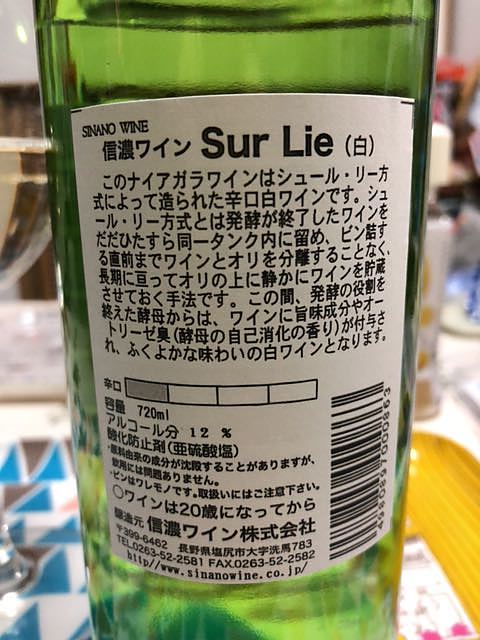 SINANO WINE
信濃ワイン Sur Lie（白）
このナイアガラワインはシュール・リー方
式によって造られた辛口白ワインです。シュ
ール・リー方式とは発酵が終了したワインを
ただひたすら同一タンク内に留め、ビン詰す
る直前までワインとオリを分離することなく、
長期に亘ってオリの上に静かにワインを貯蔵
させておく手法です。この間、発酵の役割を
終えた酵母からは、ワインに旨味成分やオー
トリーゼ臭(酵母の自己消化の香り)が付与さ
れ、ふくよかな味わいの白ワインとなります。
辛口
容量 720ml
アルコール分 12％
酸化防止剤(亜硫酸塩)
・原料由来の成分が沈殿することがありますが、
飲用には問題ありません。
・ビンはワレモノです。取扱いにはご注意下さい。
○ワインは20歳になってから
醸造元 信濃ワイン株式会社
〒399-6462 長野県塩尻市大字洗馬783
TEL0263-52-2581 FAX.0263-52-2582
http//www.sinanowine.co.jp/